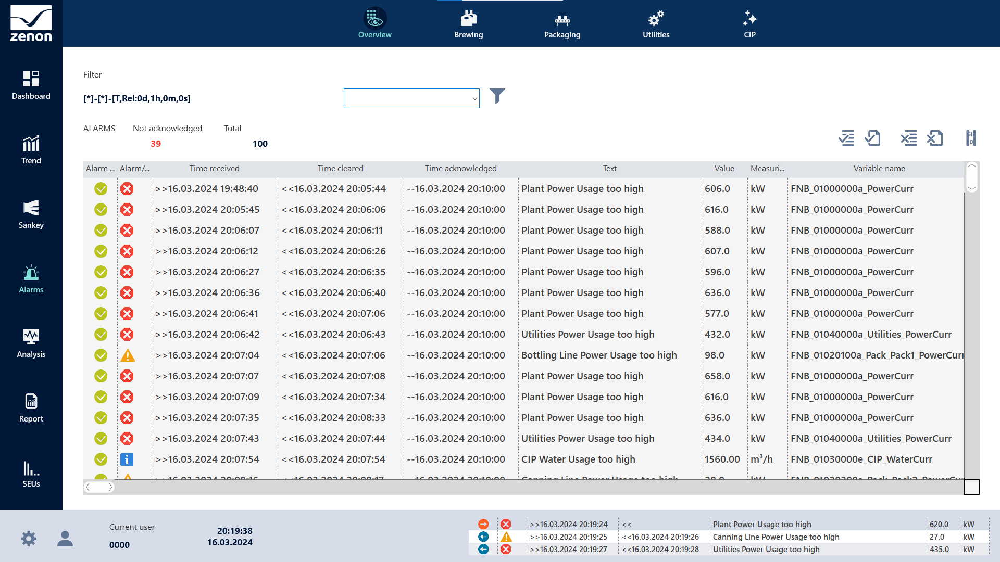 zenon
Overview
Brewing
Packaging
Utilities
CIP
Dashboard
Trend
Sankey
Alarms
Analysis
Report
SEUs
Filter
[*]-[*]-[T,Rel:0d,1h,0m,0s]
ALARMS Not acknowledged Total
39 100
Alarm ... Alarm/... Time received Time cleared Time acknowledged Text Value Measuri... Variable name
>>16.03.2024 19:48:40 <<16.03.2024 20:05:44 --16.03.2024 20:10:00 Plant Power Usage too high 606.0 kW FNB_01000000a_PowerCurr
>>16.03.2024 20:05:45 <<16.03.2024 20:06:06 --16.03.2024 20:10:00 Plant Power Usage too high 616.0 kW FNB_01000000a_PowerCurr
>>16.03.2024 20:06:07 <<16.03.2024 20:06:11 --16.03.2024 20:10:00 Plant Power Usage too high 588.0 kW FNB_01000000a_PowerCurr
>>16.03.2024 20:06:12 <<16.03.2024 20:06:26 --16.03.2024 20:10:00 Plant Power Usage too high 607.0 kW FNB_01000000a_PowerCurr
>>16.03.2024 20:06:27 <<16.03.2024 20:06:35 --16.03.2024 20:10:00 Plant Power Usage too high 596.0 kW FNB_01000000a_PowerCurr
>>16.03.2024 20:06:36 <<16.03.2024 20:06:40 --16.03.2024 20:10:00 Plant Power Usage too high 636.0 kW FNB_01000000a_PowerCurr
>>16.03.2024 20:06:41 <<16.03.2024 20:07:06 --16.03.2024 20:10:00 Plant Power Usage too high 577.0 kW FNB_01000000a_PowerCurr
>>16.03.2024 20:06:42 <<16.03.2024 20:06:43 --16.03.2024 20:10:00 Utilities Power Usage too high 432.0 kW FNB_01040000a_Utilities_PowerCurr
>>16.03.2024 20:07:04 <<16.03.2024 20:07:06 --16.03.2024 20:10:00 Bottling Line Power Usage too high 98.0 kW FNB_01020100a_Pack_Pack1_PowerCurr
>>16.03.2024 20:07:07 <<16.03.2024 20:07:08 --16.03.2024 20:10:00 Plant Power Usage too high 658.0 kW FNB_01000000a_PowerCurr
>>16.03.2024 20:07:09 <<16.03.2024 20:07:34 --16.03.2024 20:10:00 Plant Power Usage too high 616.0 kW FNB_01000000a_PowerCurr
>>16.03.2024 20:07:35 <<16.03.2024 20:08:33 --16.03.2024 20:10:00 Plant Power Usage too high 636.0 kW FNB_01000000a_PowerCurr
>>16.03.2024 20:07:43 <<16.03.2024 20:07:44 --16.03.2024 20:10:00 Utilities Power Usage too high 434.0 kW FNB_01040000a_Utilities_PowerCurr
>>16.03.2024 20:07:54 <<16.03.2024 20:07:54 --16.03.2024 20:10:00 CIP Water Usage too high 1560.00 m³/h FNB_01030000e_CIP_WaterCurr
Current user
0000
20:19:38
16.03.2024
>>16.03.2024 20:19:24 << Plant Power Usage too high 620.0 kW
>>16.03.2024 20:19:25 <<16.03.2024 20:19:26 Canning Line Power Usage too high 27.0 kW
>>16.03.2024 20:19:27 <<16.03.2024 20:19:28 Utilities Power Usage too high 435.0 kW